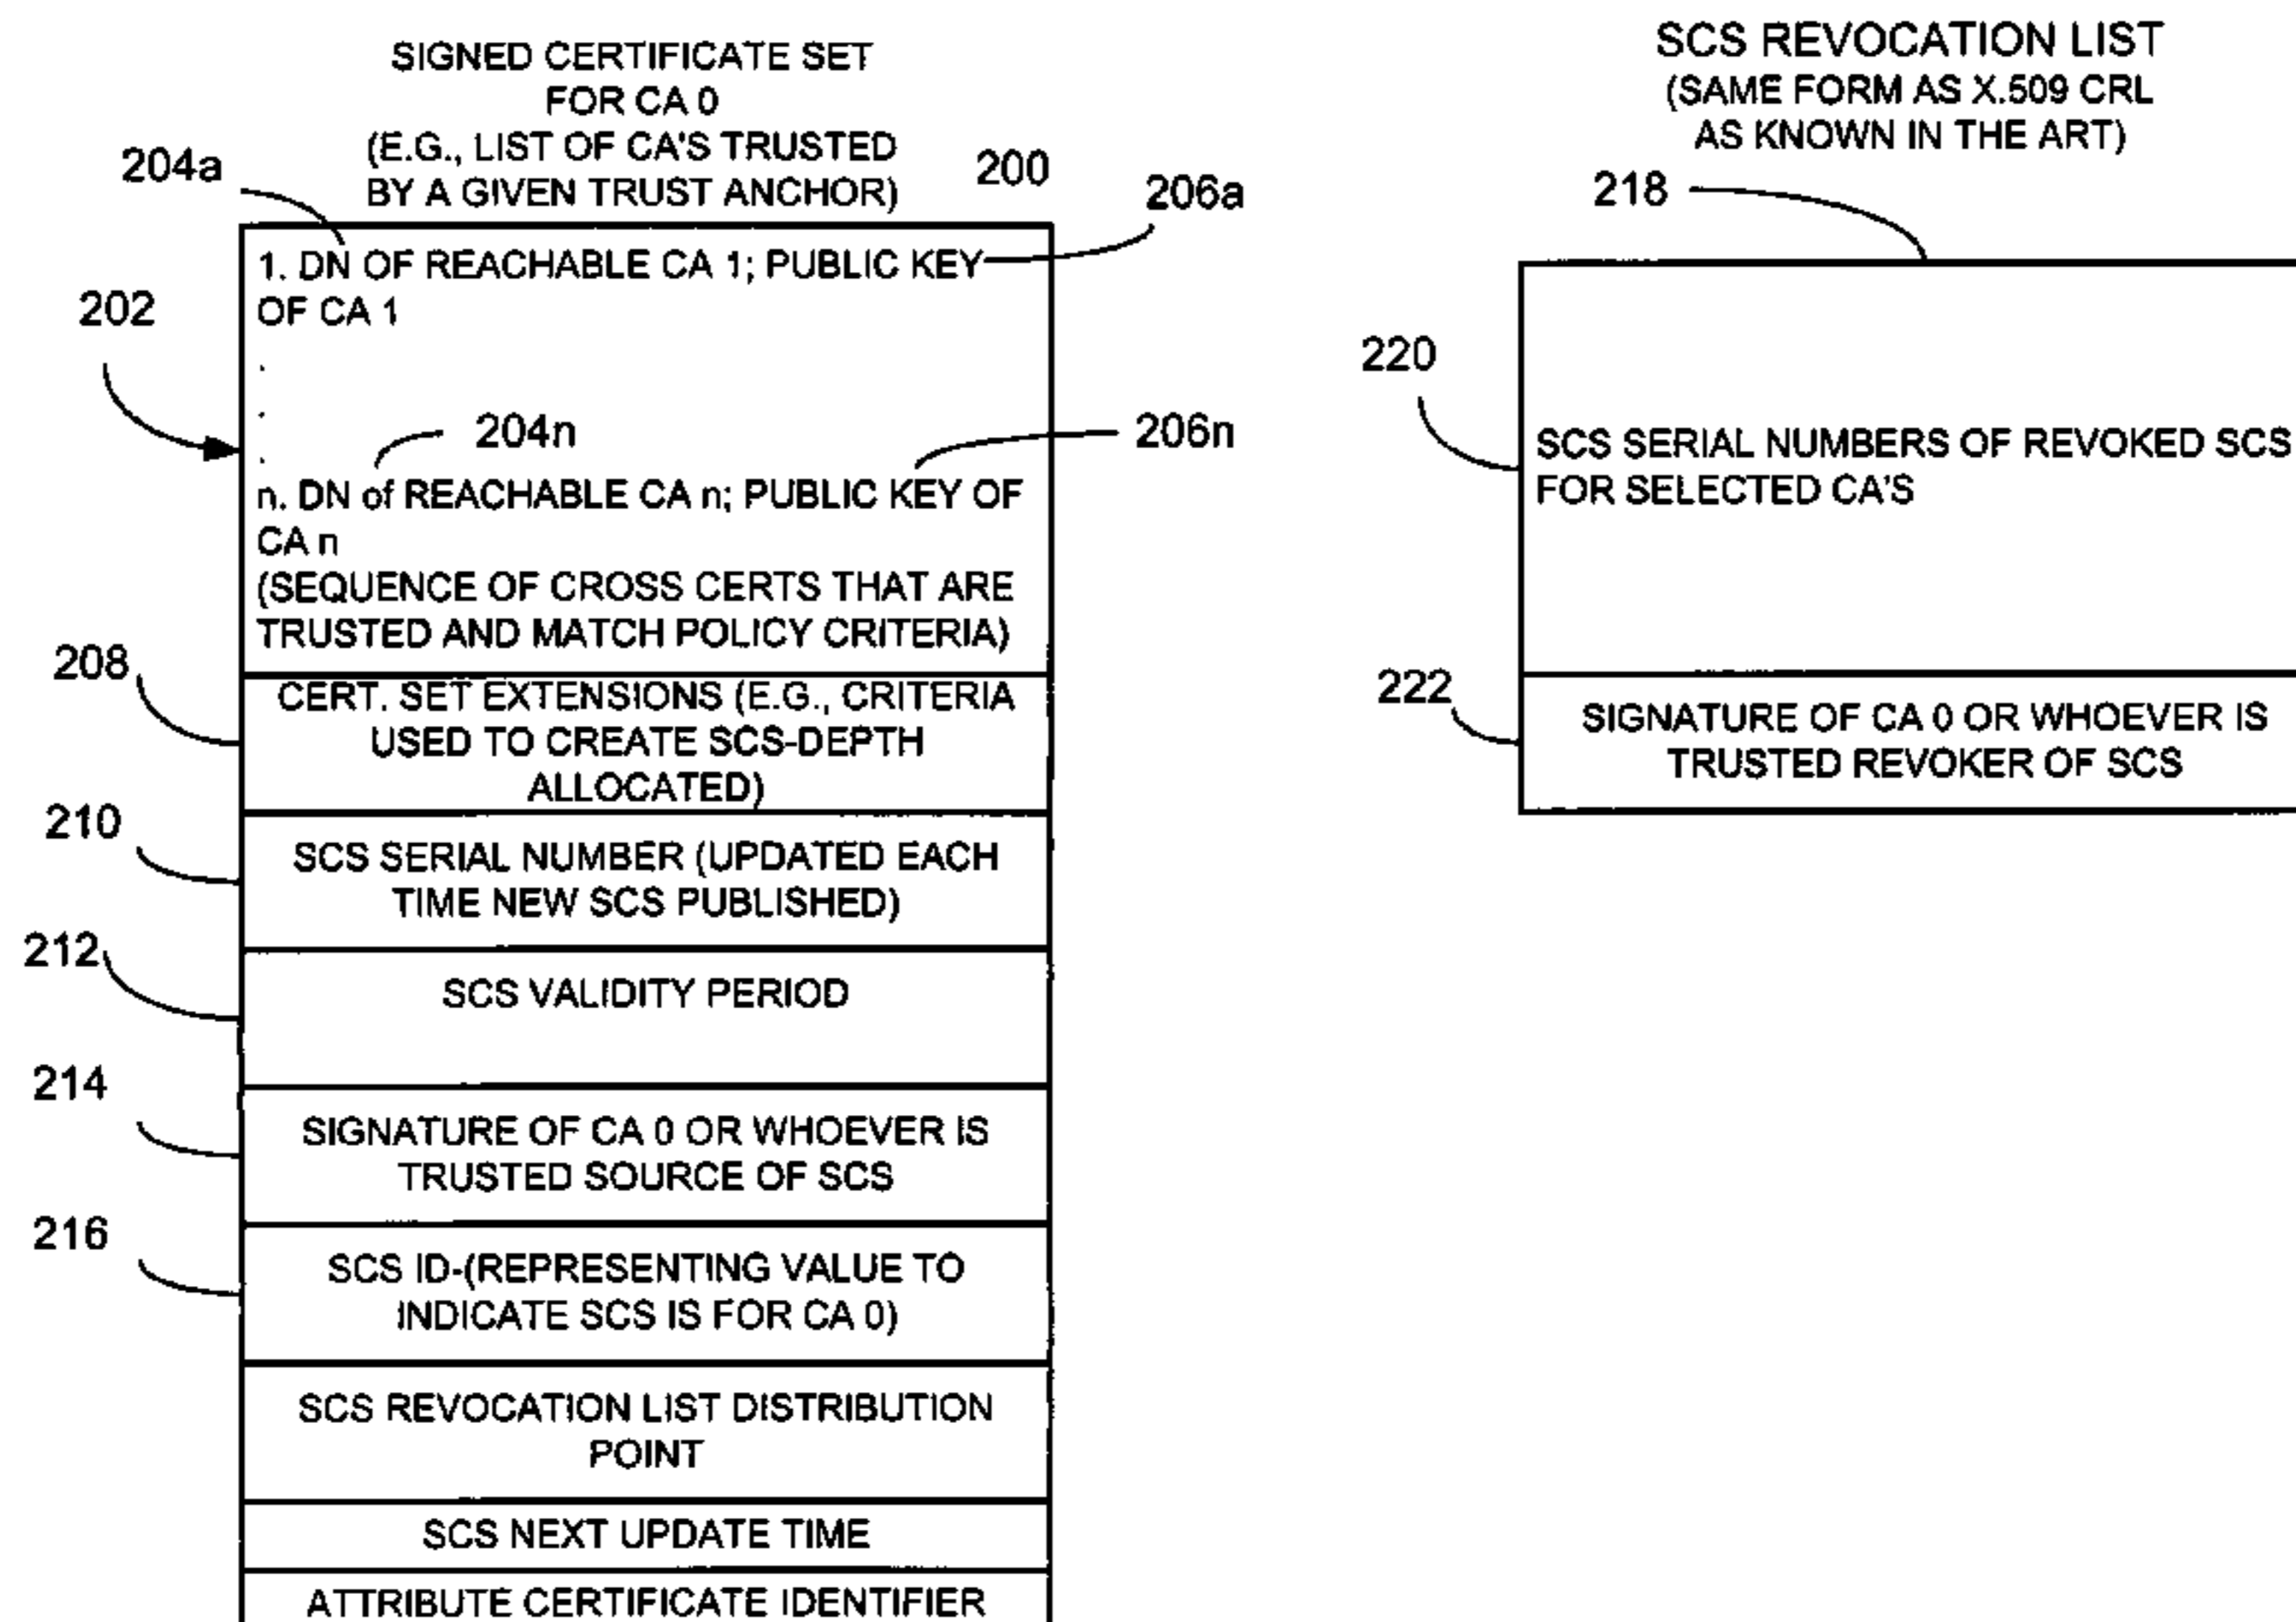 SIGNED CERTIFICATE SET
FOR CA 0
(E.G., LIST OF CA'S TRUSTED
BY A GIVEN TRUST ANCHOR)
200
204a
206a
1. DN OF REACHABLE CA 1; PUBLIC KEY
OF CA 1
.
.
.
202
204n
206n
n. DN of REACHABLE CA n; PUBLIC KEY OF
CA n
(SEQUENCE OF CROSS CERTS THAT ARE
TRUSTED AND MATCH POLICY CRITERIA)
208
CERT. SET EXTENSIONS (E.G., CRITERIA
USED TO CREATE SCS-DEPTH
ALLOCATED)
210
SCS SERIAL NUMBER (UPDATED EACH
TIME NEW SCS PUBLISHED)
212
SCS VALIDITY PERIOD
214
SIGNATURE OF CA 0 OR WHOEVER IS
TRUSTED SOURCE OF SCS
216
SCS ID-(REPRESENTING VALUE TO
INDICATE SCS IS FOR CA 0)
SCS REVOCATION LIST DISTRIBUTION
POINT
SCS NEXT UPDATE TIME
ATTRIBUTE CERTIFICATE IDENTIFIER
SCS REVOCATION LIST
(SAME FORM AS X.509 CRL
AS KNOWN IN THE ART)
218
220
SCS SERIAL NUMBERS OF REVOKED SCS
FOR SELECTED CA'S
222
SIGNATURE OF CA 0 OR WHOEVER IS
TRUSTED REVOKER OF SCS